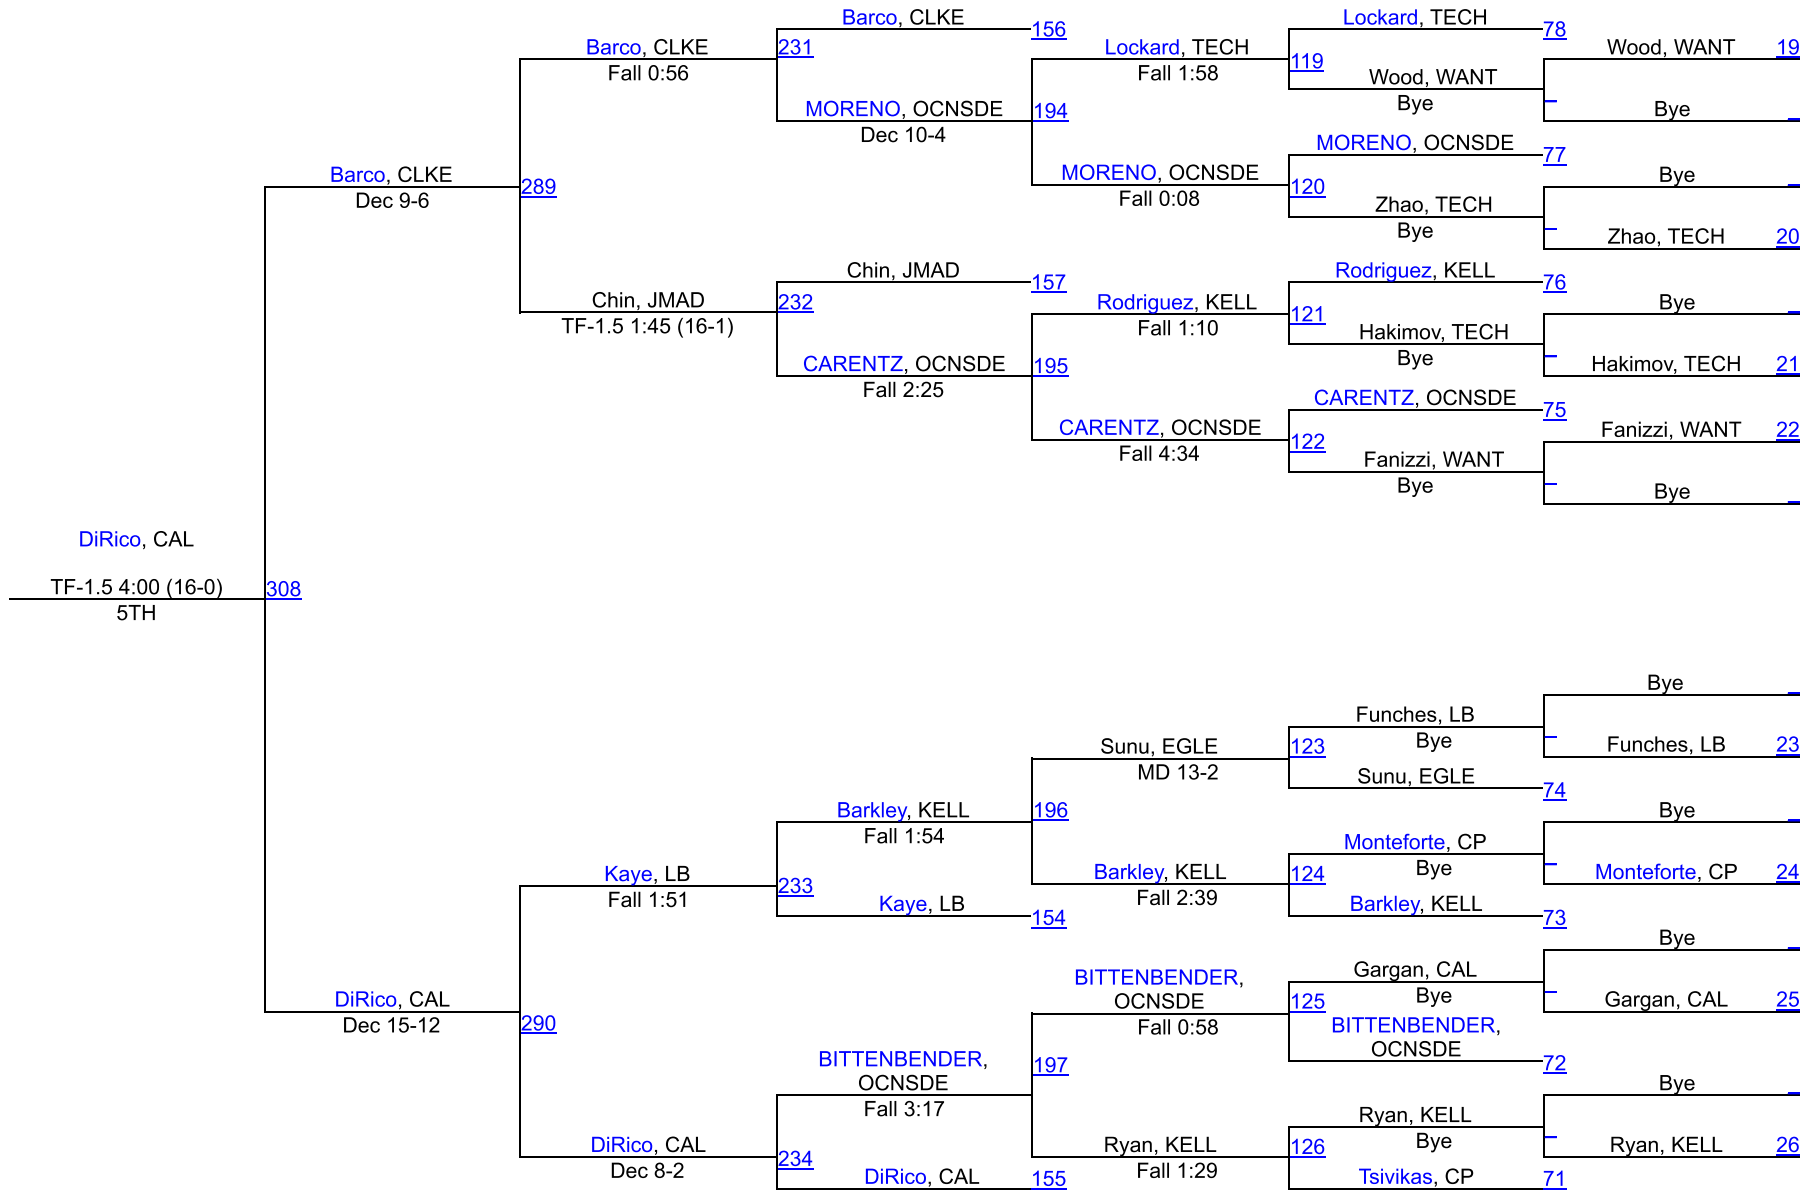 Barco, CLKE
156
Lockard, TECH
78
Wood, WANT
19
Barco, CLKE
231
Fall 0:56
Lockard, TECH
Fall 1:58
119
Wood, WANT
Bye
Bye
MORENO, OCNSDE
194
Dec 10-4
MORENO, OCNSDE
77
Bye
Barco, CLKE
Dec 9-6
289
MORENO, OCNSDE
Fall 0:08
120
Zhao, TECH
Bye
Zhao, TECH
20
Chin, JMAD
157
Rodriguez, KELL
76
Bye
Chin, JMAD
TF-1.5 1:45 (16-1)
232
Rodriguez, KELL
Fall 1:10
121
Hakimov, TECH
Bye
Hakimov, TECH
21
CARENTZ, OCNSDE
Fall 2:25
195
CARENTZ, OCNSDE
75
Fanizzi, WANT
22
CARENTZ, OCNSDE
Fall 4:34
122
Fanizzi, WANT
Bye
Bye
DiRico, CAL
TF-1.5 4:00 (16-0)
5TH
308
Bye
Funches, LB
Bye
Funches, LB
23
Sunu, EGLE
MD 13-2
123
Sunu, EGLE
74
Barkley, KELL
Fall 1:54
196
Bye
Monteforte, CP
Bye
Monteforte, CP
24
Kaye, LB
Fall 1:51
233
Barkley, KELL
Fall 2:39
124
Kaye, LB
154
Barkley, KELL
73
Bye
Gargan, CAL
Bye
Gargan, CAL
25
DiRico, CAL
Dec 15-12
290
BITTENBENDER,
OCNSDE
Fall 0:58
125
BITTENBENDER,
OCNSDE
72
BITTENBENDER,
OCNSDE
Fall 3:17
197
Bye
Ryan, KELL
Bye
Ryan, KELL
26
DiRico, CAL
Dec 8-2
234
Ryan, KELL
Fall 1:29
126
DiRico, CAL
155
Tsivikas, CP
71